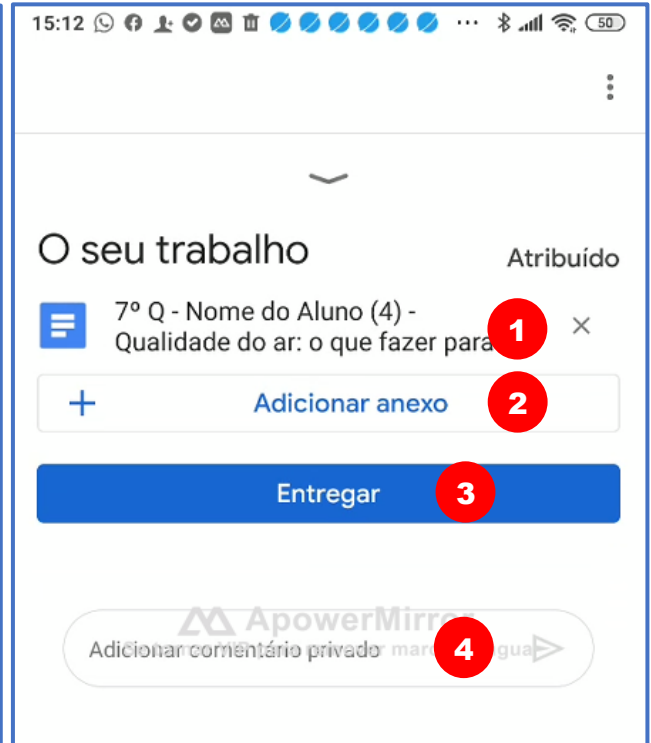 15:12 ... 50
O seu trabalho
Atribuído
7º Q - Nome do Aluno (4) -
Qualidade do ar: o que fazer para
1
+ Adicionar anexo 2
Entregar 3
ApowerMirror
Adicionar comentário privado 4